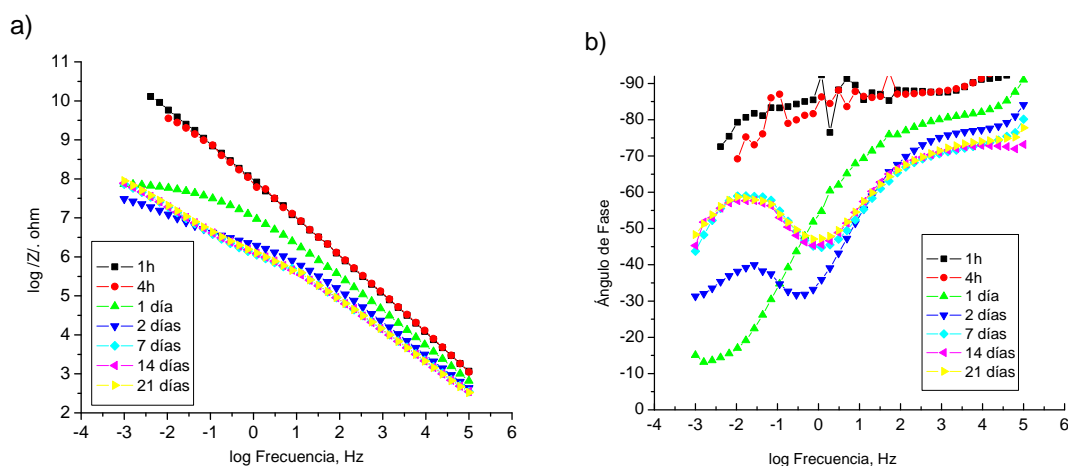 a)
11
10
9
8
7
6
5
4
3
2
log /Z/. ohm
1h
4h
1 día
2 días
7 días
14 días
21 días
-4 -3 -2 -1 0 1 2 3 4 5 6
log Frecuencia, Hz
b)
-90
-80
-70
-60
-50
-40
-30
-20
-10
0
Ángulo de Fase
1h
4h
1 día
2 días
7 días
14 días
21 días
-4 -3 -2 -1 0 1 2 3 4 5 6
log Frecuencia, Hz